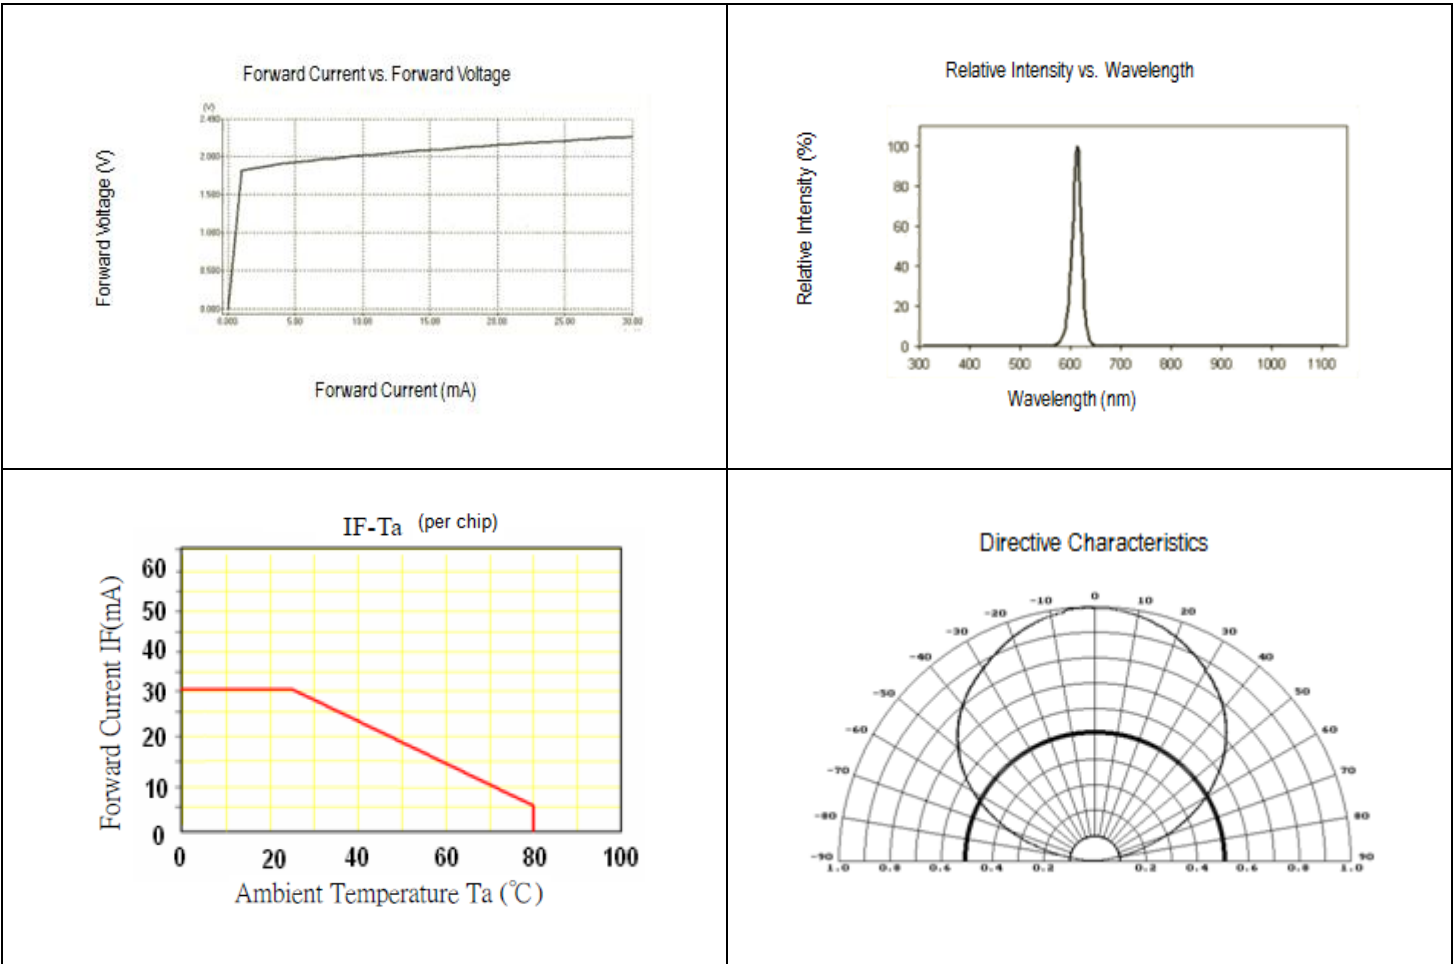 Forward Current vs. Forward Voltage
(V)
Forward Voltage (V)
2.000
1.500
1.000
0.500
0.000
0.000 5.00 10.00 15.00 20.00 25.00 30.00
Forward Current (mA)
Relative Intensity vs. Wavelength
Relative Intensity (%)
100
80
60
40
20
0
300 400 500 600 700 800 900 1000 1100
Wavelength (nm)
IF-Ta (per chip)
Forward Current IF(mA)
60
50
40
30
20
10
0
0 20 40 60 80 100
Ambient Temperature Ta (℃)
Directive Characteristics
0
-10 10
-20 20
-30 30
-40 40
-50 50
-60 60
-70 70
-80 80
-90 90
1.0 0.8 0.6 0.4 0.2 0.2 0.4 0.6 0.8 1.0